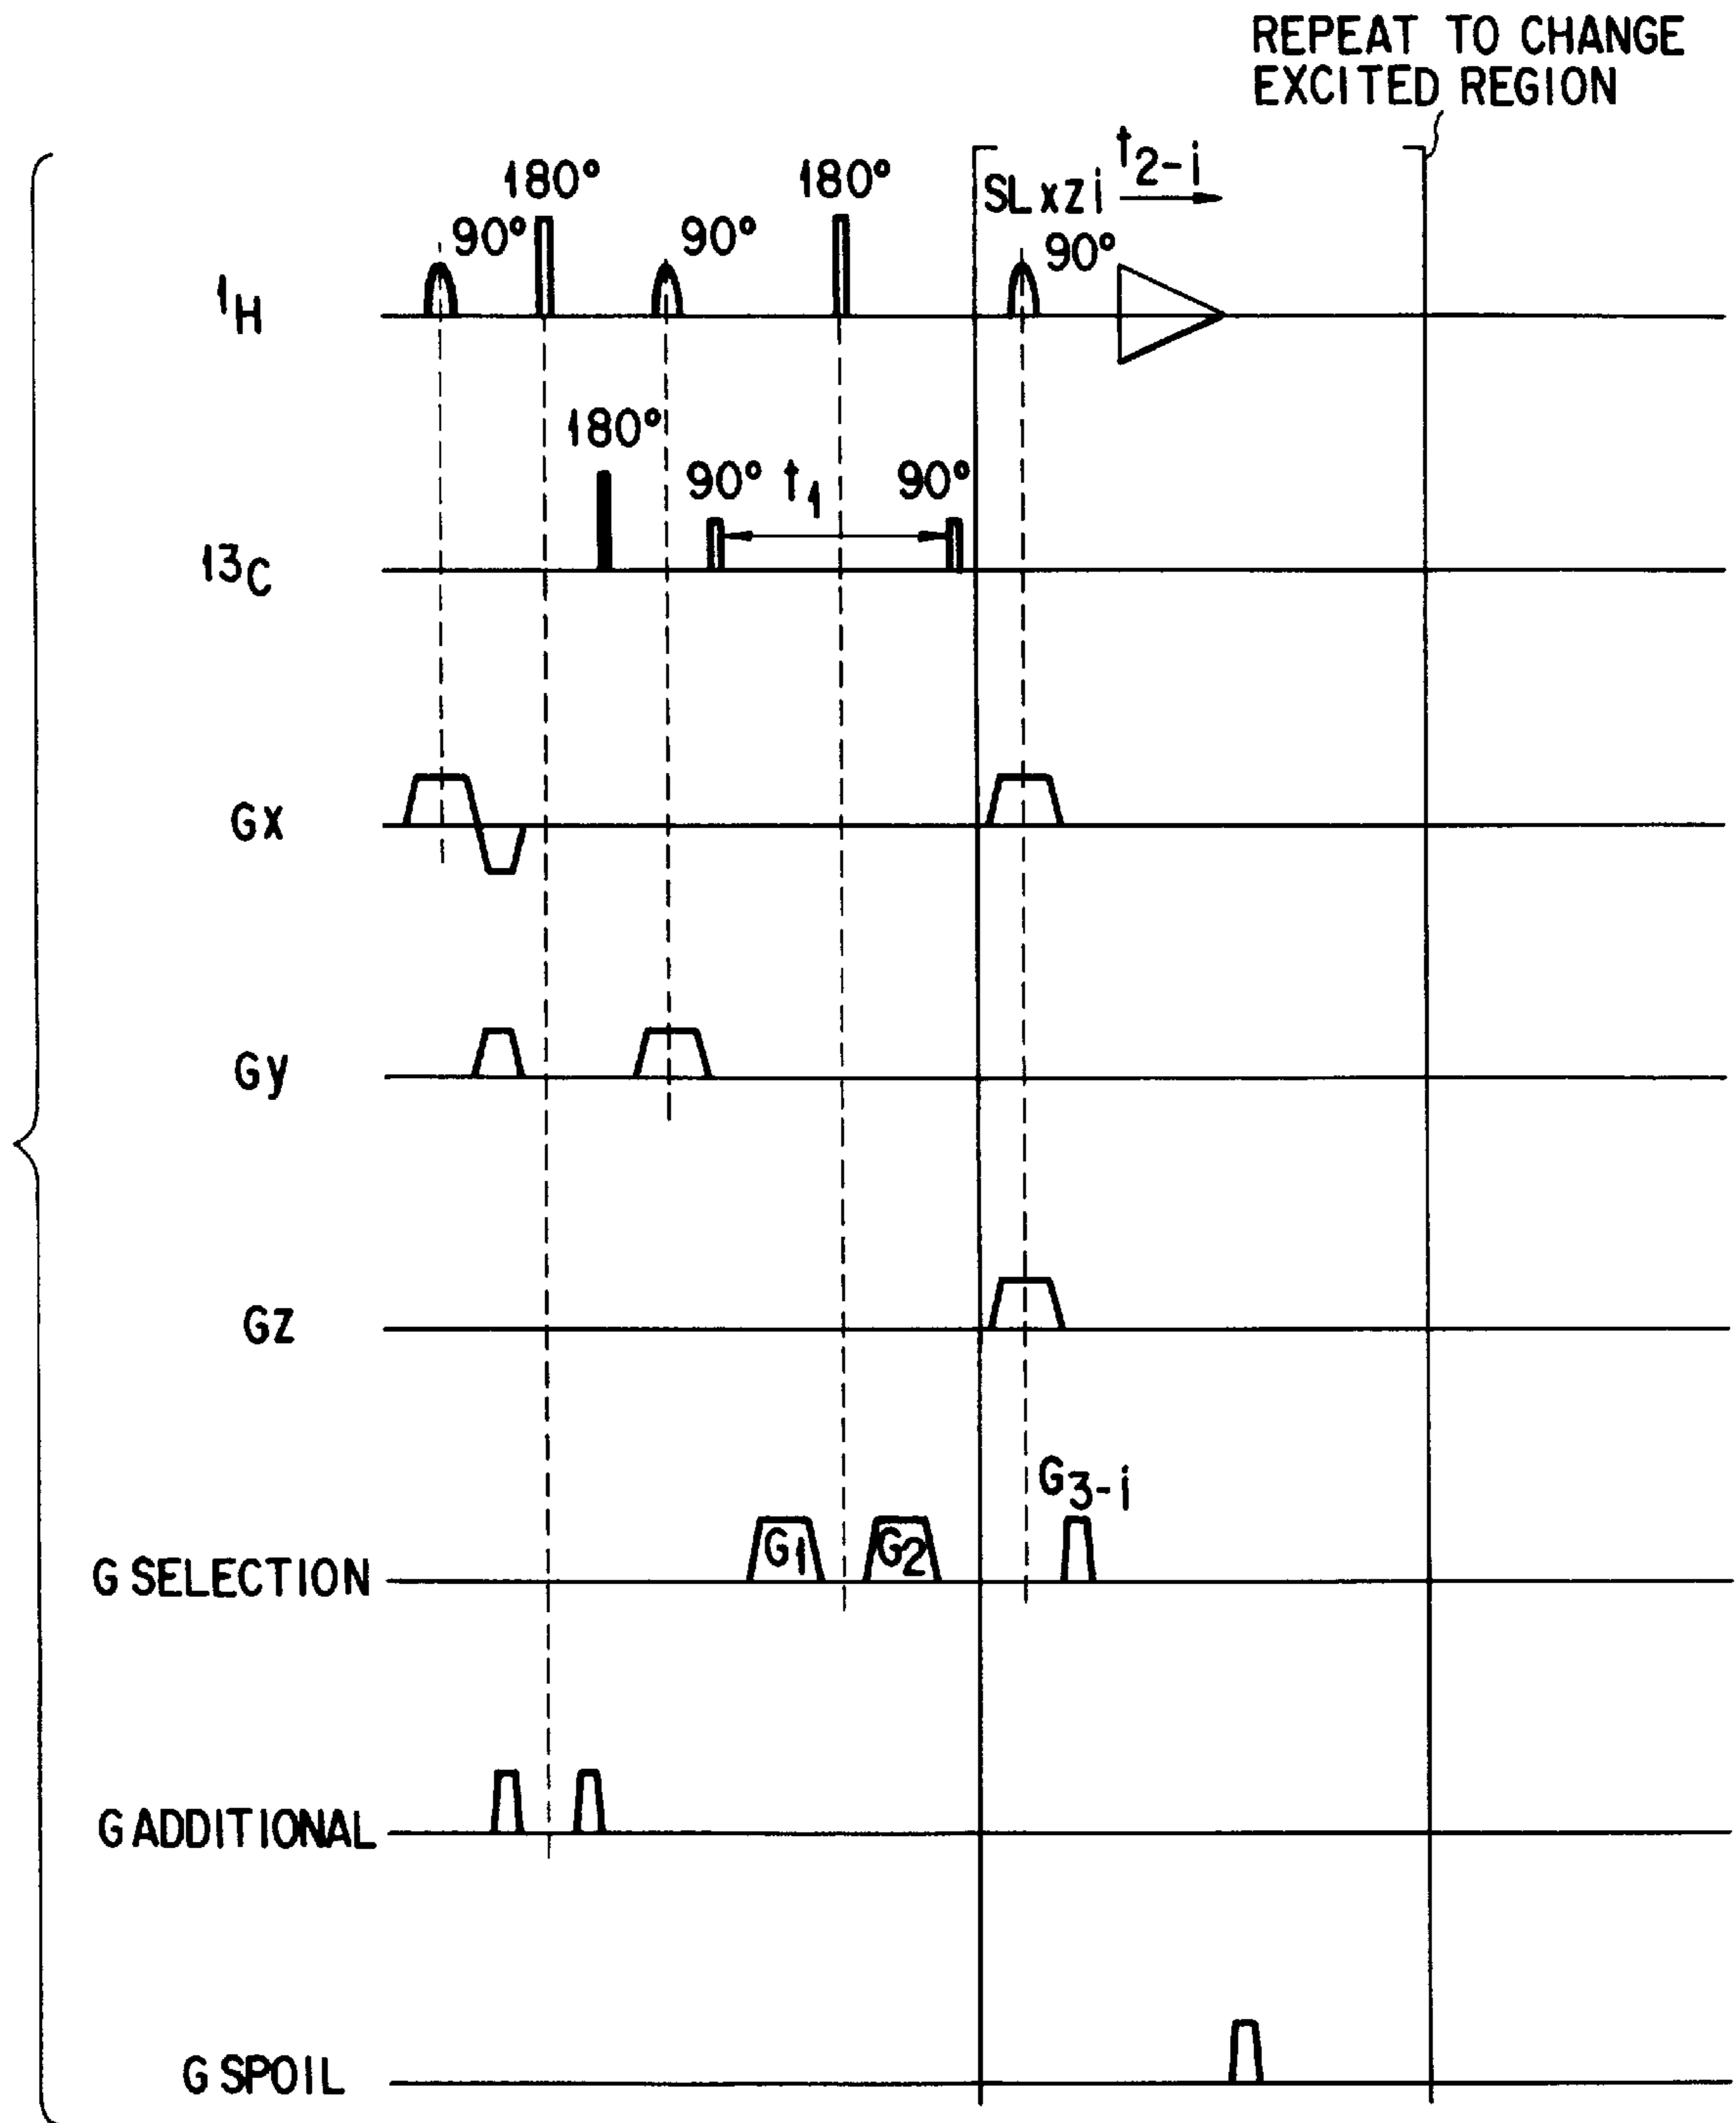 REPEAT TO CHANGE
EXCITED REGION
180°
180°
SLxzi
t2-i
90°
90°
90°
1H
180°
90°
t1
90°
13C
Gx
Gy
Gz
G3-i
G1
G2
G SELECTION
G ADDITIONAL
G SPOIL